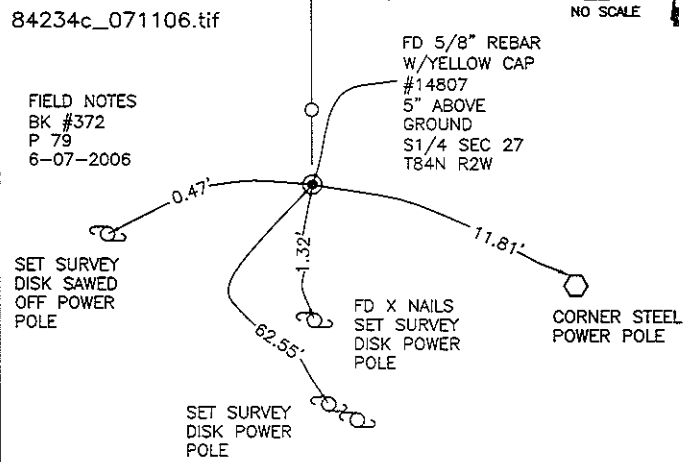 84234c_071106.tif
NO SCALE
FD 5/8" REBAR
W/YELLOW CAP
#14807
5" ABOVE
GROUND
S1/4 SEC 27
T84N R2W
FIELD NOTES
BK #372
P 79
6-07-2006
0.47'
1.32'
11.81'
62.55'
SET SURVEY
DISK SAWED
OFF POWER
POLE
FD X NAILS
SET SURVEY
DISK POWER
POLE
CORNER STEEL
POWER POLE
SET SURVEY
DISK POWER
POLE